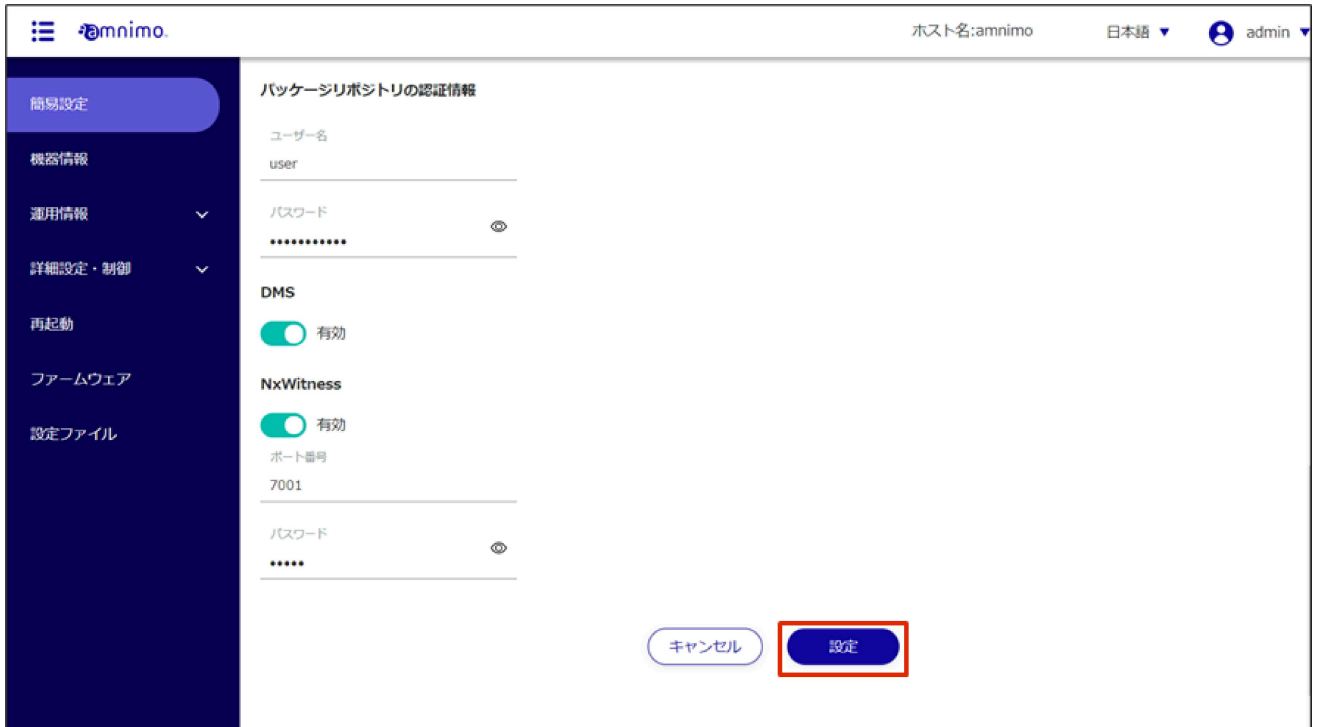 amnimo
ホスト名:amnimo
日本語
admin
簡易設定
機器情報
運用情報
詳細設定・制御
再起動
ファームウェア
設定ファイル
パッケージリポジトリの認証情報
ユーザー名
user
パスワード
•••••••••••
DMS
有効
NxWitness
有効
ポート番号
7001
パスワード
•••••
キャンセル
設定